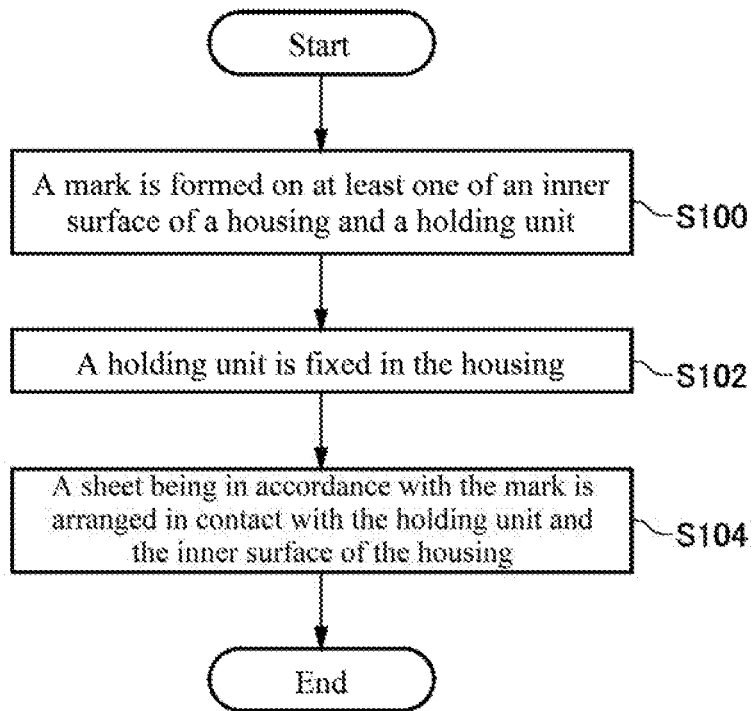 Start
A mark is formed on at least one of an inner
surface of a housing and a holding unit
S100
A holding unit is fixed in the housing
S102
A sheet being in accordance with the mark is
arranged in contact with the holding unit and
the inner surface of the housing
S104
End